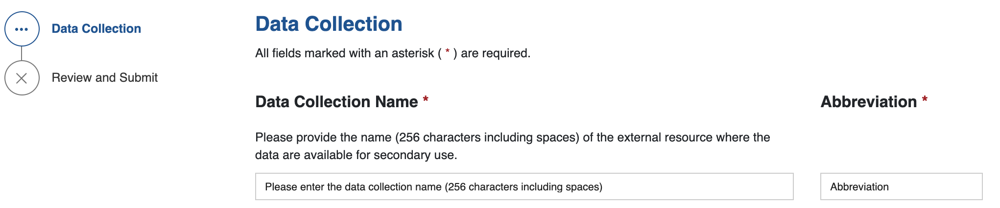 Data Collection
Review and Submit
Data Collection
All fields marked with an asterisk ( * ) are required.
Data Collection Name *
Please provide the name (256 characters including spaces) of the external resource where the
data are available for secondary use.
Please enter the data collection name (256 characters including spaces)
Abbreviation *
Abbreviation